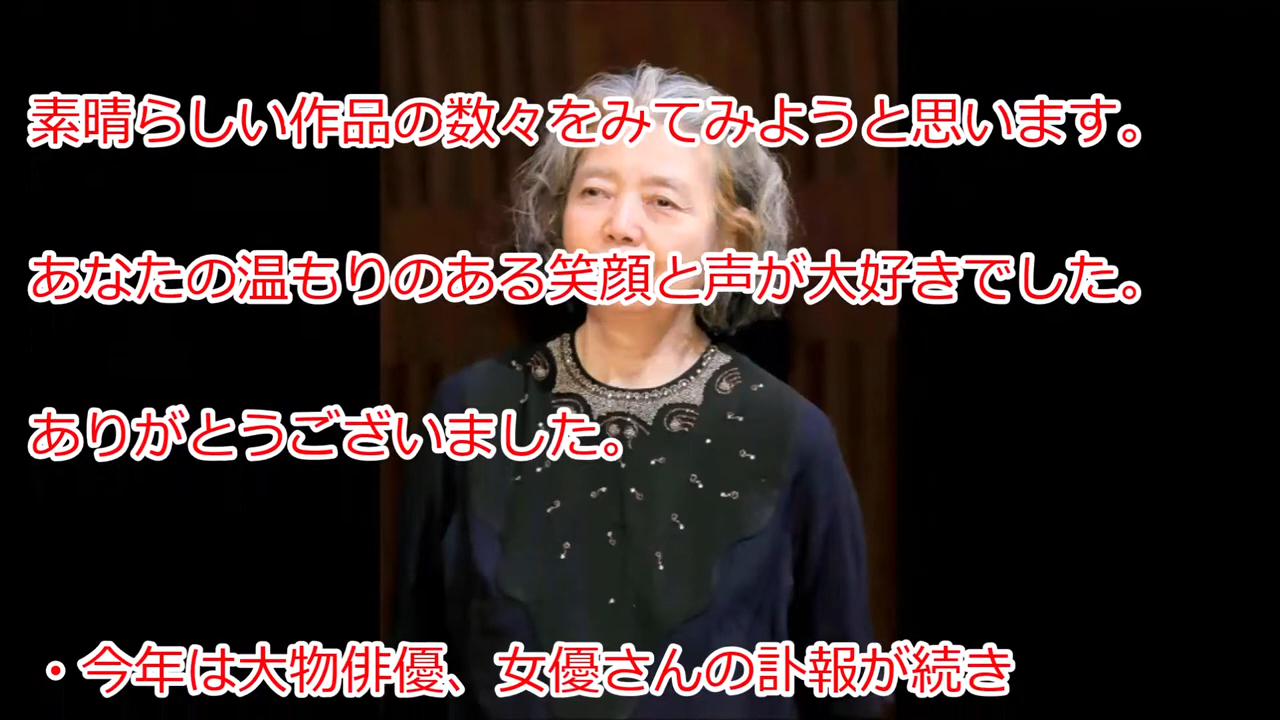 素晴らしい作品の数々をみてみようと思います。
あなたの温もりのある笑顔と声が大好きでした。
ありがとうございました。
・今年は大物俳優、女優さんの訃報が続き